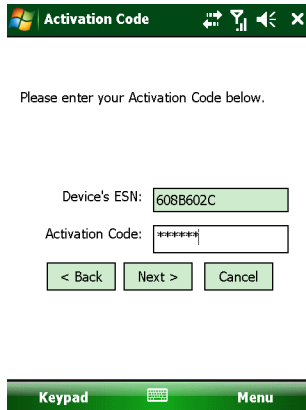 Activation Code
Please enter your Activation Code below.
Device's ESN: 608B602C
Activation Code: ******
< Back Next > Cancel
Keypad Menu